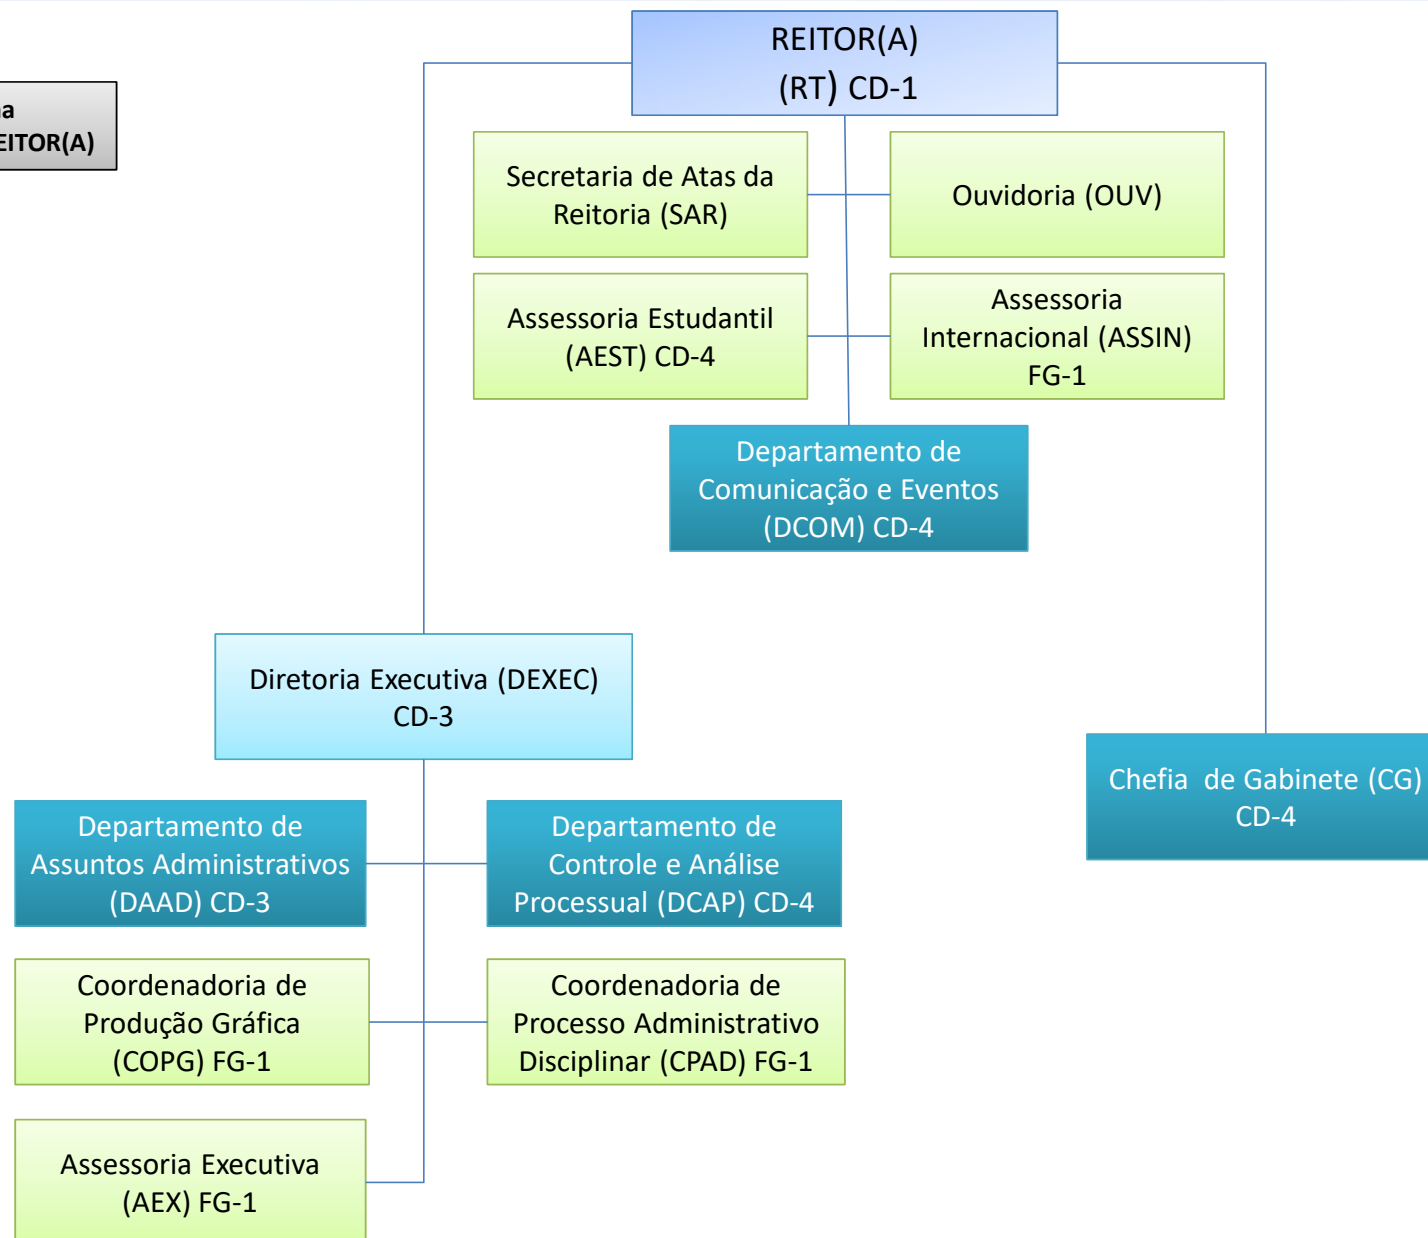 REITOR(A)
(RT) CD-1
EITOR(A)
Secretaria de Atas da
Reitoria (SAR)
Ouvidoria (OUV)
Assessoria Estudantil
(AEST) CD-4
Assessoria
Internacional (ASSIN)
FG-1
Departamento de
Comunicação e Eventos
(DCOM) CD-4
Diretoria Executiva (DEXEC)
CD-3
Chefia de Gabinete (CG)
CD-4
Departamento de
Assuntos Administrativos
(DAAD) CD-3
Departamento de
Controle e Análise
Processual (DCAP) CD-4
Coordenadoria de
Produção Gráfica
(COPG) FG-1
Coordenadoria de
Processo Administrativo
Disciplinar (CPAD) FG-1
Assessoria Executiva
(AEX) FG-1